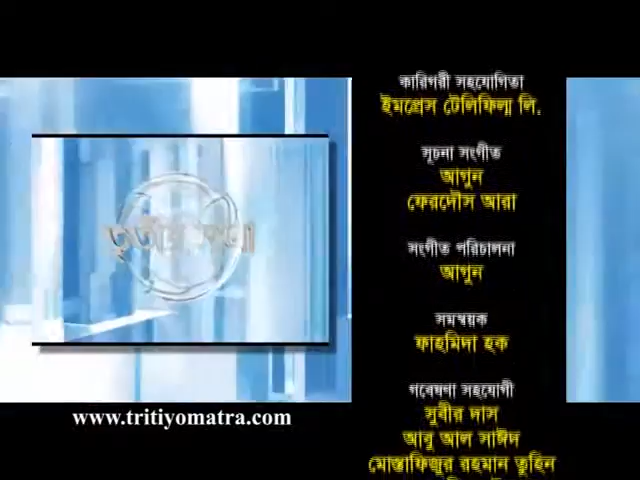 তৃতীয় মাত্রা
www.tritiyomatra.com
কারিগরী সহযোগিতা
ইমপ্রেস টেলিফিল্ম লি.
সূচনা সংগীত
আগুন
ফেরদৌস আরা
সংগীত পরিচালনা
আগুন
সমন্বয়ক
ফাহমিদা হক
গবেষণা সহযোগী
সুবীর দাস
আবু আল সাঈদ
মোস্তাফিজুর রহমান তুহিন